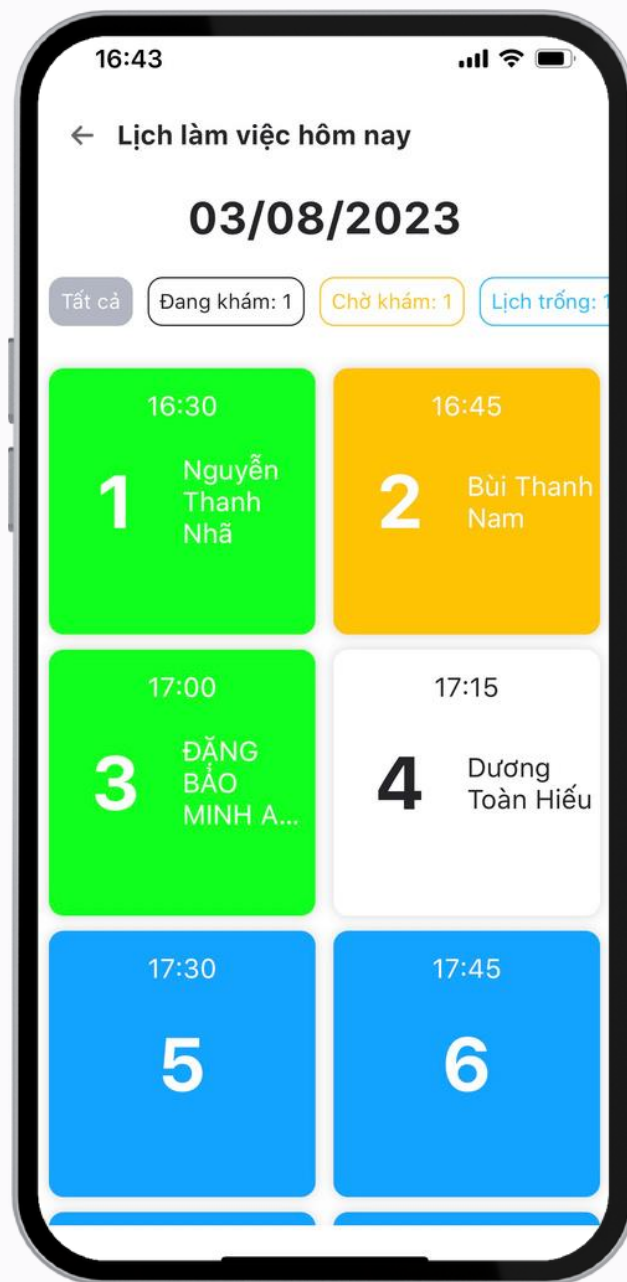 16:43
← Lịch làm việc hôm nay
03/08/2023
Tất cả
Đang khám: 1
Chờ khám: 1
Lịch trống: 1
16:30
1
Nguyễn
Thanh
Nhã
16:45
2
Bùi Thanh
Nam
17:00
3
ĐẶNG
BẢO
MINH A...
17:15
4
Dương
Toàn Hiếu
17:30
5
17:45
6